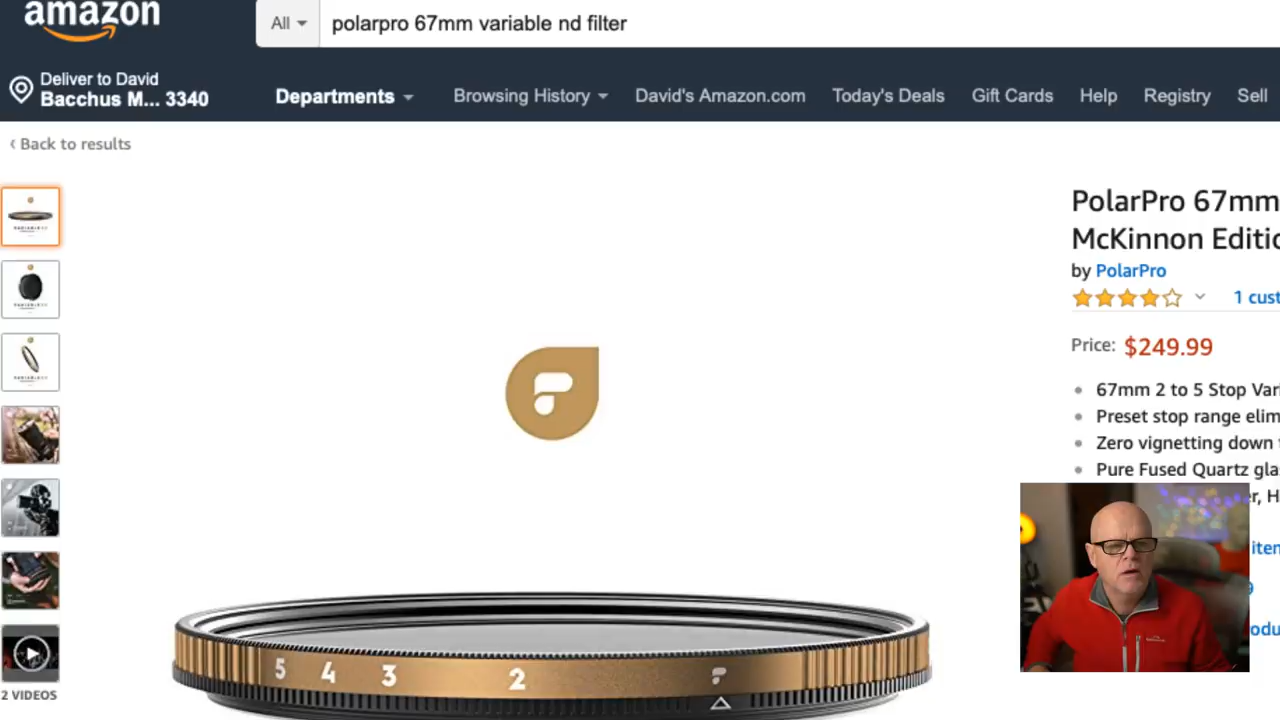 amazon
All
polarpro 67mm variable nd filter
Deliver to David
Bacchus M... 3340
Departments
Browsing History
David's Amazon.com
Today's Deals
Gift Cards
Help
Registry
Sell
‹ Back to results
PolarPro 67mm
McKinnon Editi
by PolarPro
1 cust
Price: $249.99
67mm 2 to 5 Stop Vari
Preset stop range elim
Zero vignetting down
Pure Fused Quartz gla
r, H
item
odu
5 4 3 2
2 VIDEOS